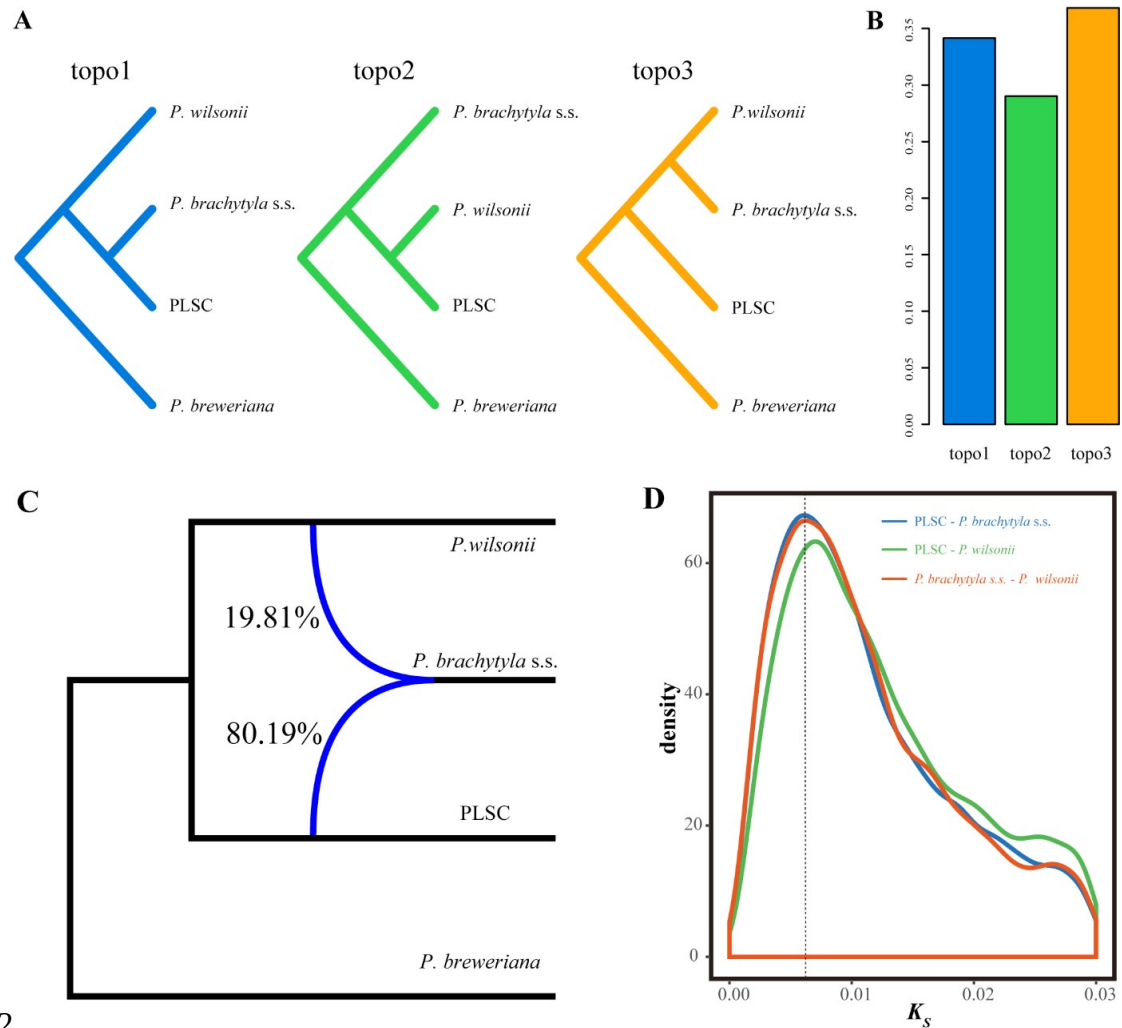 A
topo1
topo2
topo3
P. wilsonii
P. brachytyla s.s.
P.wilsonii
P. brachytyla s.s.
P. wilsonii
P. brachytyla s.s.
PLSC
PLSC
PLSC
P. breweriana
P. breweriana
P. breweriana
B
0.35
0.30
0.25
0.20
0.15
0.10
0.05
0.00
topo1
topo2
topo3
C
P.wilsonii
19.81%
P. brachytyla s.s.
80.19%
PLSC
P. breweriana
D
PLSC - P. brachytyla s.s.
PLSC - P. wilsonii
P. brachytyla s.s. - P. wilsonii
density
60
40
20
0
0.00
0.01
0.02
0.03
Ks